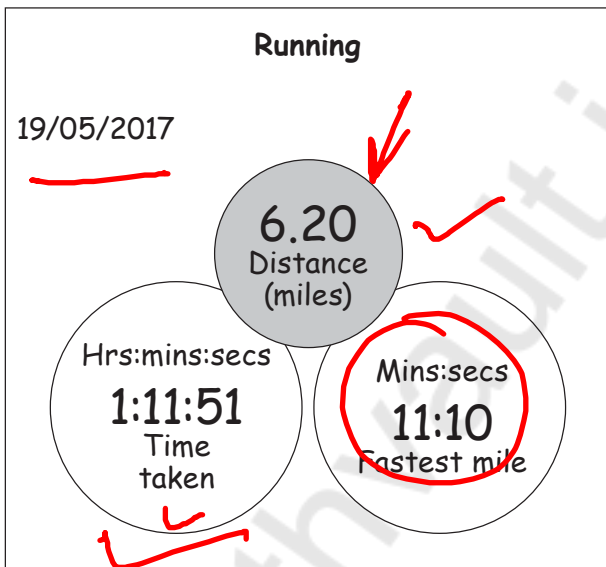 Running
19/05/2017
6.20
Distance
(miles)
Hrs:mins:secs
1:11:51
Time
taken
Mins:secs
11:10
Fastest mile